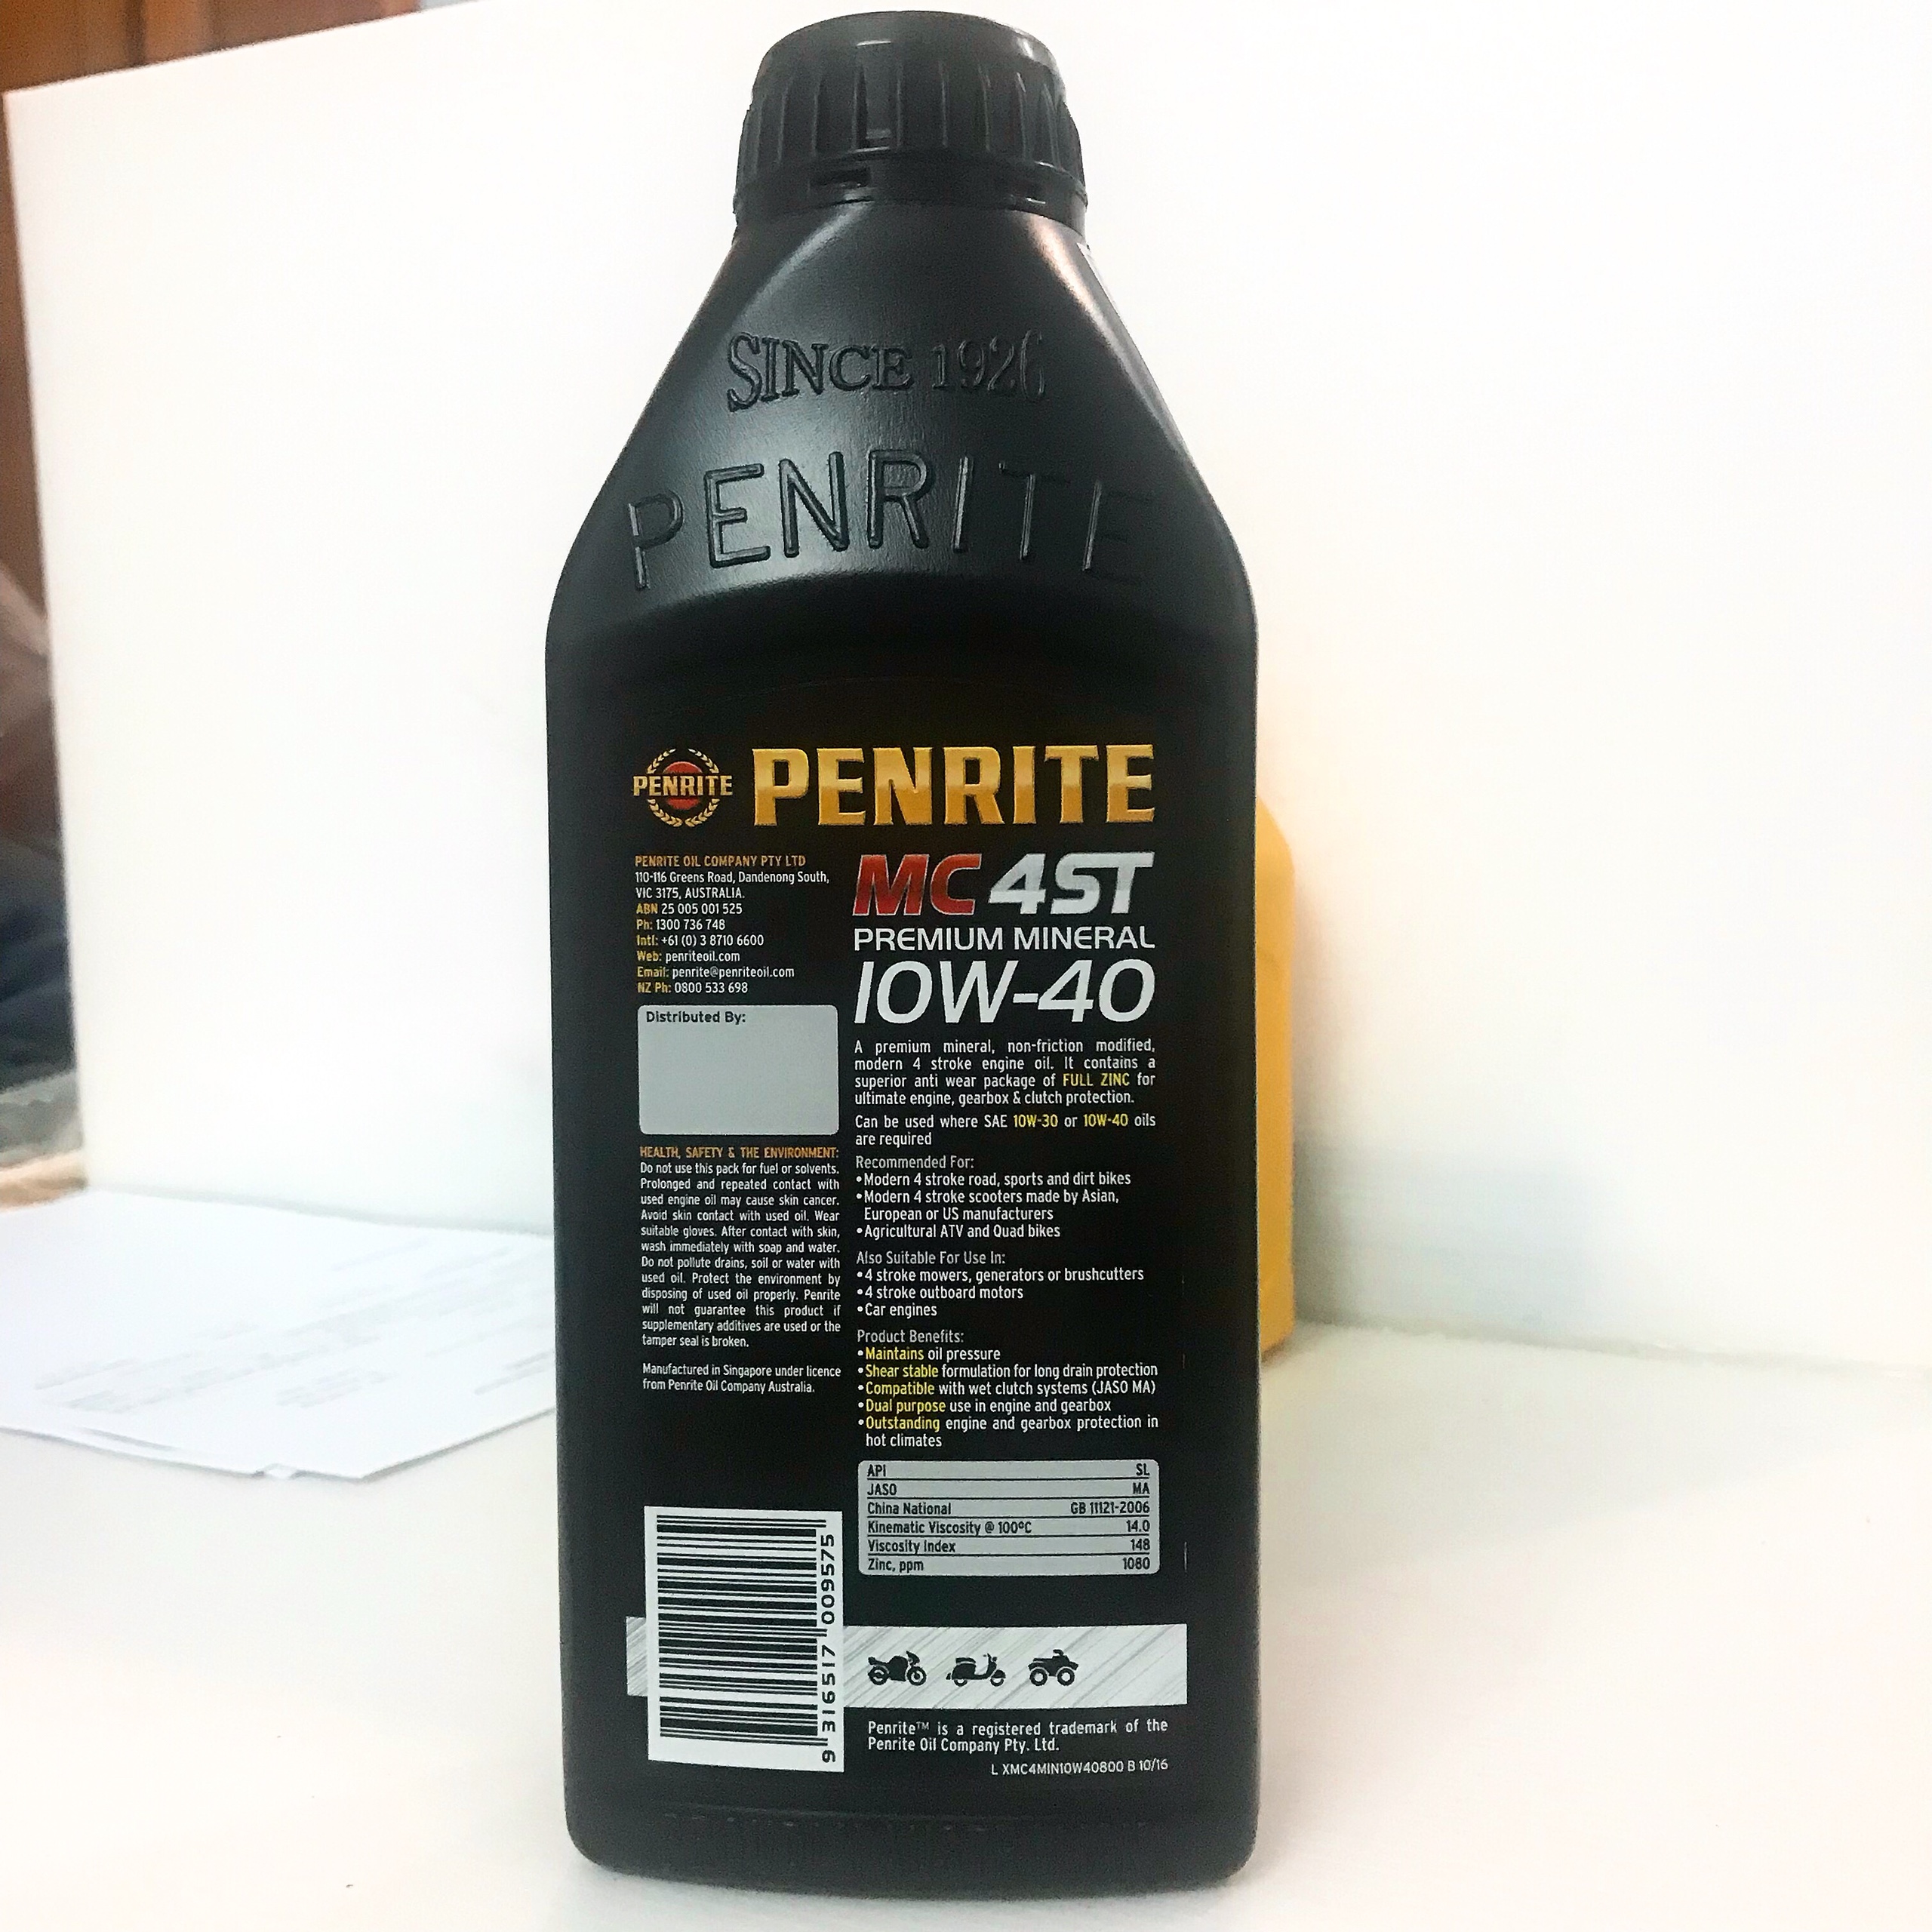 SINCE 1926
PENRITE
PENRITE
PENRITE
PENRITE OIL COMPANY PTY LTD
110-116 Greens Road, Dandenong South,
VIC 3175, AUSTRALIA.
ABN 25 005 001 525
Ph: 1300 736 748
Intl: +61 (0) 3 8710 6600
Web: penriteoil.com
Email: penrite@penriteoil.com
NZ Ph: 0800 533 698
Distributed By:
HEALTH, SAFETY & THE ENVIRONMENT:
Do not use this pack for fuel or solvents.
Prolonged and repeated contact with
used engine oil may cause skin cancer.
Avoid skin contact with used oil. Wear
suitable gloves. After contact with skin,
wash immediately with soap and water.
Do not pollute drains, soil or water with
used oil. Protect the environment by
disposing of used oil properly. Penrite
will not guarantee this product if
supplementary additives are used or the
tamper seal is broken.
Manufactured in Singapore under licence
from Penrite Oil Company Australia.
9 316517 009575
MC 4ST
PREMIUM MINERAL
10W-40
A premium mineral, non-friction modified,
modern 4 stroke engine oil. It contains a
superior anti wear package of FULL ZINC for
ultimate engine, gearbox & clutch protection.
Can be used where SAE 10W-30 or 10W-40 oils
are required
Recommended For:
•Modern 4 stroke road, sports and dirt bikes
•Modern 4 stroke scooters made by Asian,
European or US manufacturers
•Agricultural ATV and Quad bikes
Also Suitable For Use In:
•4 stroke mowers, generators or brushcutters
•4 stroke outboard motors
•Car engines
Product Benefits:
•Maintains oil pressure
•Shear stable formulation for long drain protection
•Compatible with wet clutch systems (JASO MA)
•Dual purpose use in engine and gearbox
•Outstanding engine and gearbox protection in
hot climates
API SL
JASO MA
China National GB 11121-2006
Kinematic Viscosity @ 100ºC 14.0
Viscosity Index 148
Zinc, ppm 1080
Penrite™ is a registered trademark of the
Penrite Oil Company Pty. Ltd.
L XMC4MIN10W40800 B 10/16